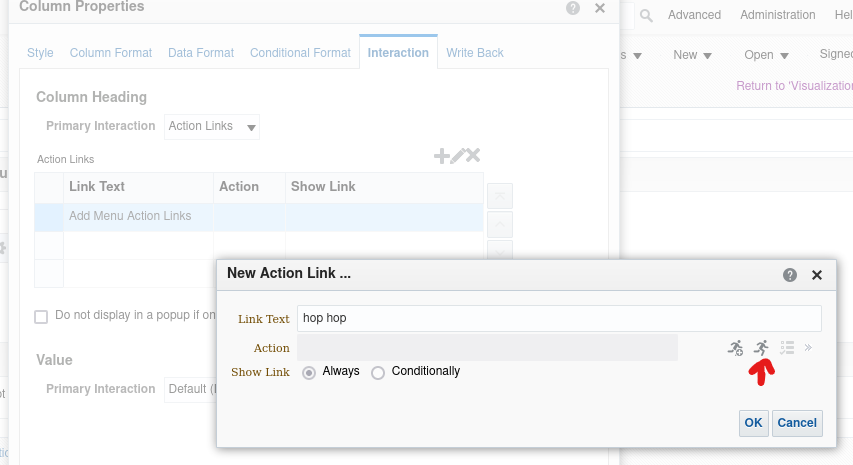 Column Properties
Advanced Administration Hel
Style Column Format Data Format Conditional Format Interaction Write Back
s New Open Signed
Return to 'Visualizatio
Column Heading
Primary Interaction Action Links
Action Links
Link Text Action Show Link
Add Menu Action Links
New Action Link ...
Link Text hop hop
Do not display in a popup if on
Action
Show Link Always Conditionally
Value
Primary Interaction Default (
OK Cancel